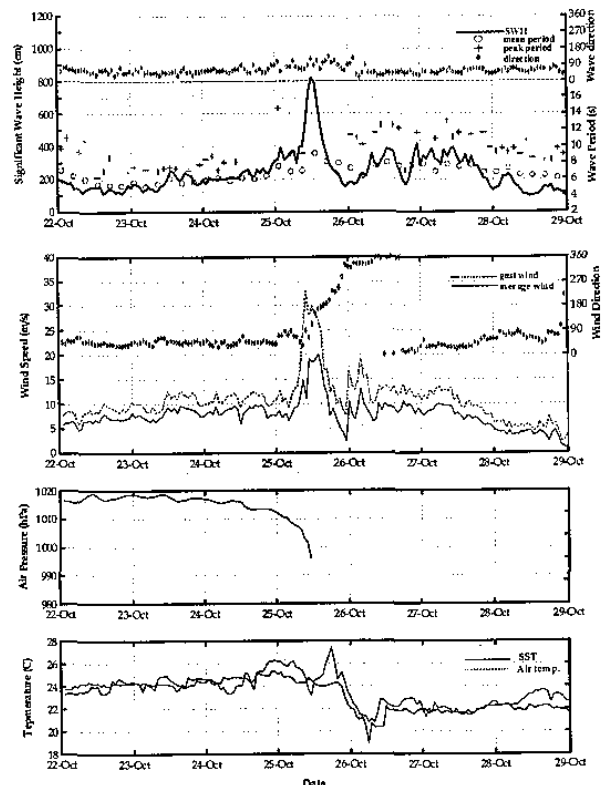 Significant Wave Height (cm)
1200
1000
800
600
400
200
0
SWH
mean period
peak period
direction
360
270
180
90
0
Wave direction
16
14
12
10
8
6
4
2
Wave Period (s)
22-Oct 23-Oct 24-Oct 25-Oct 26-Oct 27-Oct 28-Oct 29-Oct
Wind Speed (m/s)
40
35
30
25
20
15
10
5
0
gust wind
average wind
360
270
180
90
0
Wind Direction
22-Oct 23-Oct 24-Oct 25-Oct 26-Oct 27-Oct 28-Oct 29-Oct
Air Pressure (hPa)
1020
1010
1000
990
980
22-Oct 23-Oct 24-Oct 25-Oct 26-Oct 27-Oct 28-Oct 29-Oct
Tepmerature (C)
28
26
24
22
20
18
SST
Air temp.
22-Oct 23-Oct 24-Oct 25-Oct 26-Oct 27-Oct 28-Oct 29-Oct
Date